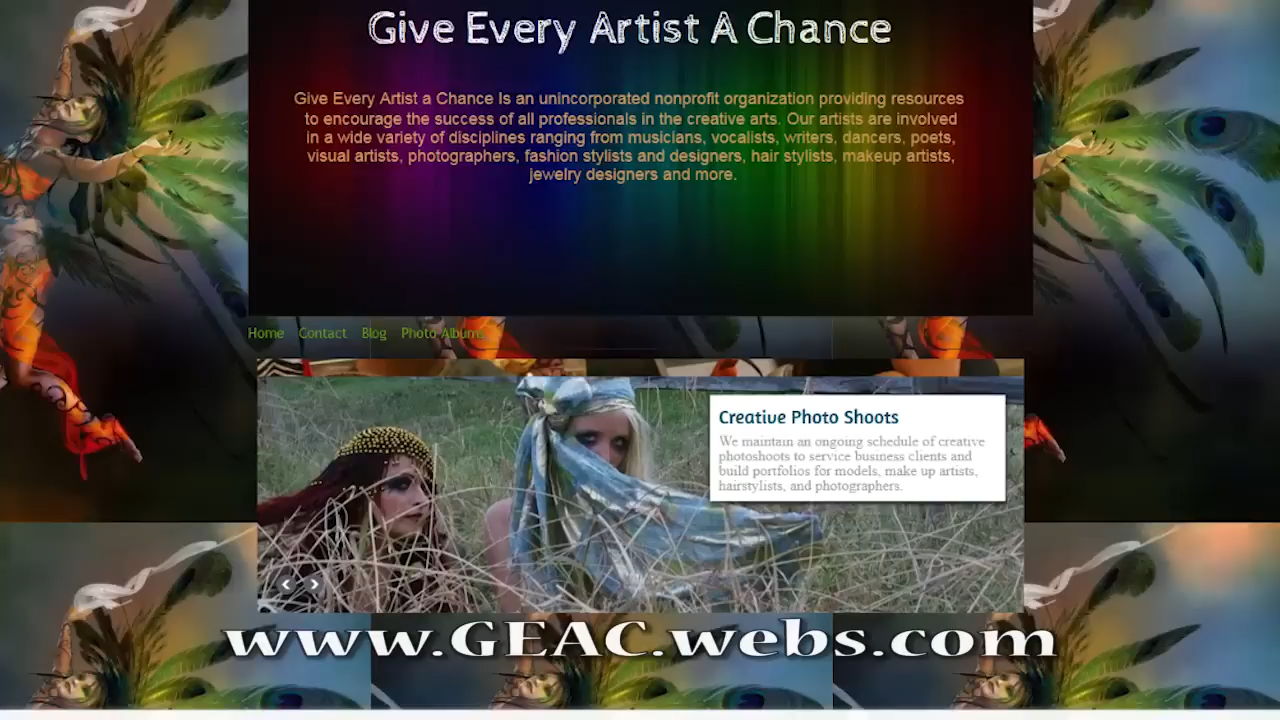 Give Every Artist A Chance
Give Every Artist a Chance Is an unincorporated nonprofit organization providing resources
to encourage the success of all professionals in the creative arts. Our artists are involved
in a wide variety of disciplines ranging from musicians, vocalists, writers, dancers, poets,
visual artists, photographers, fashion stylists and designers, hair stylists, makeup artists,
jewelry designers and more.
Home Contact Blog Photo Albums
Creative Photo Shoots
We maintain an ongoing schedule of creative
photoshoots to service business clients and
build portfolios for models, make up artists,
hairstylists, and photographers.
www.GEAC.webs.com